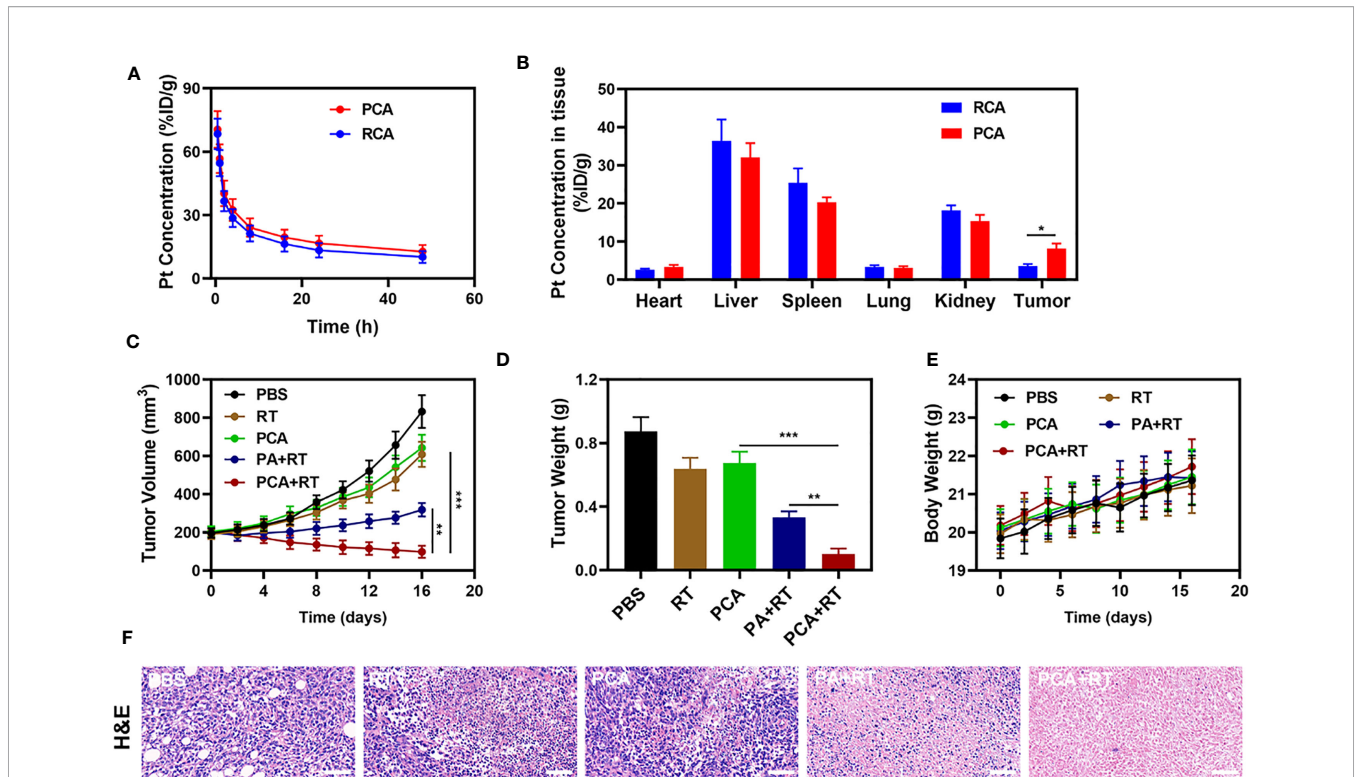 A
Pt Concentration (%ID/g)
90
60
30
0
0
20
40
60
Time (h)
PCA
RCA
B
Pt Concentration in tissue
(%ID/g)
50
40
30
20
10
0
RCA
PCA
*
Heart
Liver
Spleen
Lung
Kidney
Tumor
C
Tumor Volume (mm³)
1000
800
600
400
200
0
0
4
8
12
16
20
Time (days)
PBS
RT
PCA
PA+RT
PCA+RT
**
***
D
Tumor Weight (g)
1.2
0.8
0.4
0.0
***
**
PBS
RT
PCA
PA+RT
PCA+RT
E
Body Weight (g)
24
23
22
21
20
19
0
5
10
15
20
Time (days)
PBS
RT
PCA
PA+RT
PCA+RT
F
H&E
PBS
RT
PCA
PA+RT
PCA+RT